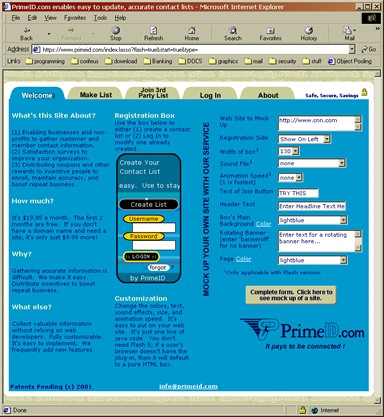 PrimeID.com enables easy to update, accurate contact lists - Microsoft Internet Explorer
File Edit View Favorites Tools Help
Back Forward Stop Refresh Home Search Favorites History Mail
Address https://www.primeid.com/index.lasso?flash=true&start=true&type=
Go Links
programming confeus download Banking DOCS graphics mail security stuff Object Pooling
Welcome
Make List
Join 3rd
Party List
Log In
About
Safe, Secure, Savings
What's this Site About?
(1) Enabling businesses and non-
profits to gather customer and
member contact information.
(2) Satisfaction surveys to
improve your organization.
(3) Distributing coupons and other
rewards to incentive people to
enroll, maintain accuracy, and
boost repeat business.
How much?
It's $19.95 a month. The first 2
months are free. If you don't
have a domain name and need a
site, it's only just $9.99 more!
Why?
Gathering accurate information is
difficult. We make it easy.
Distribute incentives to boost
repeat business.
What else?
Collect valuable information
without relying on web
developers. Fully customizable.
It's easy to implement. We
frequently add new features.
Patents Pending (c) 2001
Registration Box
Use the box below to
either (1) create a contact
list or (2) Log In to
modify one already
created.
Create Your
Contact List
easy. Use to stay
Create List
Username
Password
LOGIN
forgot ?
by PrimeID
Customization
Change the colors, text,
sound effects, size, and
animation speed. It's
easy to put on your web
site. It's just one line of
java code. You don't
need Flash 5; if a user's
browser doesn't have the
plug-in, then it will default
to a pure HTML box.
info@primeid.com
MOCK UP YOUR OWN SITE WITH OUR SERVICE
Web Site to Mock
Up
http://www.cnn.com
Registration Side
Show On Left
Width of box¹
130
Sound File¹
none
Animation Speed¹
(1 is fastest)
none
Text of Join Button
TRY THIS
Header Text
Enter Headline Text He
Box's Main
Background Color
lightblue
Rotating Banner
(enter 'banneroff'
for no banner)
Enter text for a
rotating banner
here...
Page Color
lightblue
¹Only applicable with Flash version.
Complete form. Click here to
see mock up of a site.
PrimeID.com
It pays to be connected !
Done
Internet